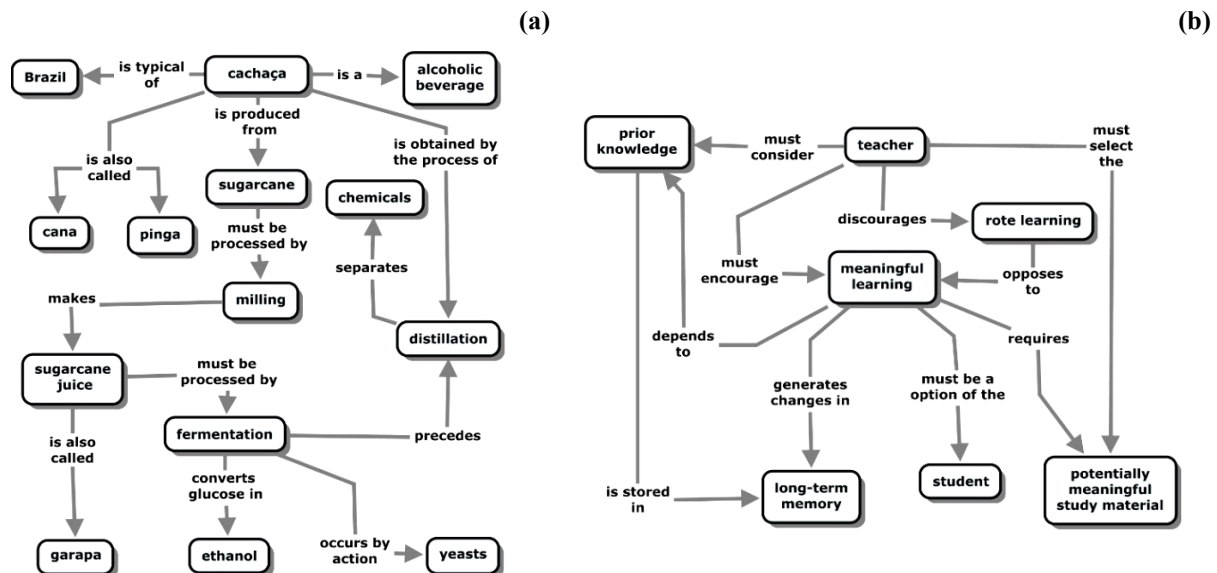 (a)
Brazil
is typical
of
cachaça
is a
alcoholic
beverage
is produced
from
is also
called
is obtained by
the process of
cana
pinga
sugarcane
chemicals
must be
processed by
separates
makes
milling
distillation
sugarcane
juice
must be
processed by
is also
called
fermentation
precedes
converts
glucose in
occurs by
action
garapa
ethanol
yeasts
(b)
prior
knowledge
must
consider
teacher
must
select
the
discourages
rote learning
must
encourage
meaningful
learning
opposes
to
depends
to
requires
generates
changes in
must be a
option of the
is stored
in
long-term
memory
student
potentially
meaningful
study material